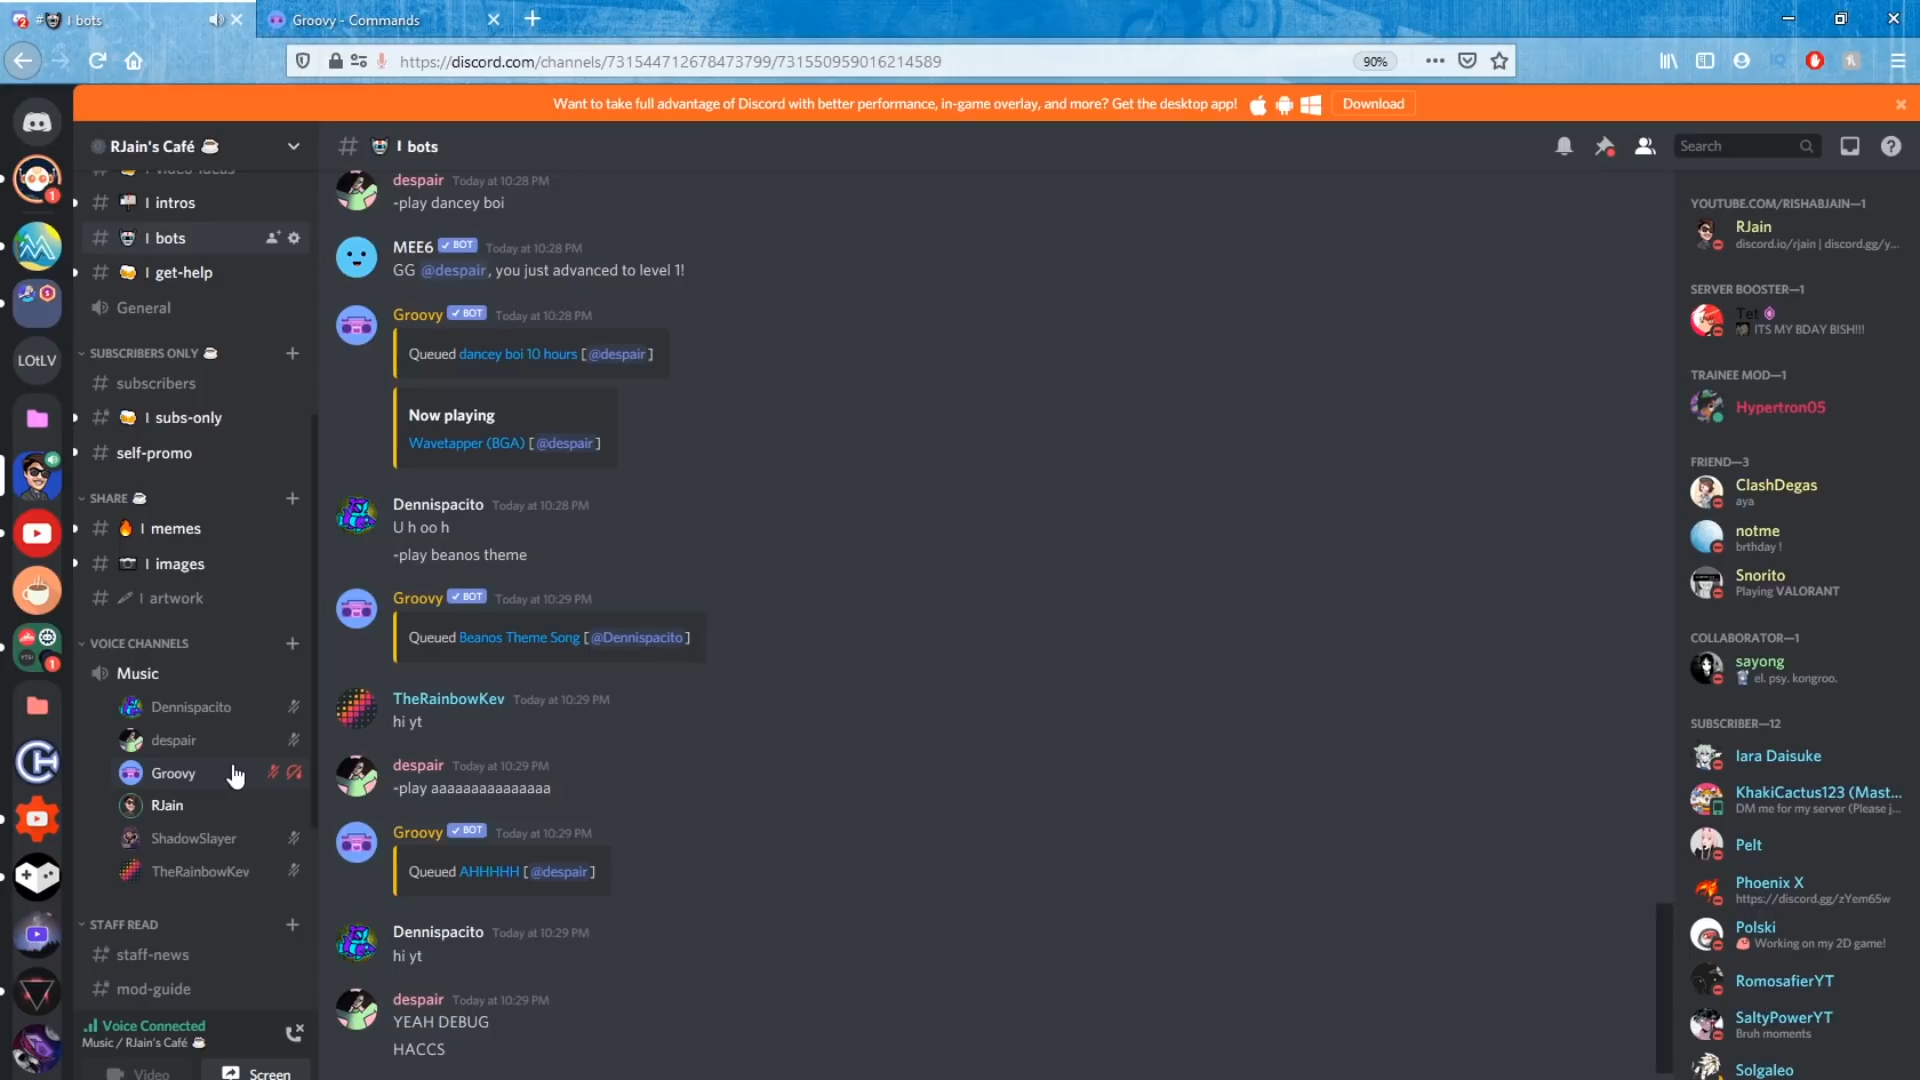 # I bots
Groovy - Commands
https://discord.com/channels/731544712678473799/731550959016214589
90%
Want to take full advantage of Discord with better performance, in-game overlay, and more? Get the desktop app!
Download
RJain's Café
# I bots
Search
I video-ideas
# I intros
# I bots
# I get-help
General
SUBSCRIBERS ONLY
# subscribers
# I subs-only
# self-promo
SHARE
# I memes
# I images
# I artwork
VOICE CHANNELS
Music
Dennispacito
despair
Groovy
RJain
ShadowSlayer
TheRainbowKev
STAFF READ
# staff-news
# mod-guide
Voice Connected
Music / RJain's Café
Video
Screen
LOtLV
despair Today at 10:28 PM
-play dancey boi
MEE6 BOT Today at 10:28 PM
GG @despair, you just advanced to level 1!
Groovy BOT Today at 10:28 PM
Queued dancey boi 10 hours [@despair]
Now playing
Wavetapper (BGA) [@despair]
Dennispacito Today at 10:28 PM
U h oo h
-play beanos theme
Groovy BOT Today at 10:29 PM
Queued Beanos Theme Song [@Dennispacito]
TheRainbowKev Today at 10:29 PM
hi yt
despair Today at 10:29 PM
-play aaaaaaaaaaaaaaa
Groovy BOT Today at 10:29 PM
Queued AHHHHH [@despair]
Dennispacito Today at 10:29 PM
hi yt
despair Today at 10:29 PM
YEAH DEBUG
HACCS
YOUTUBE.COM/RISHABJAIN—1
RJain
discord.io/rjain | discord.gg/y...
SERVER BOOSTER—1
Tet
ITS MY BDAY BISH!!!
TRAINEE MOD—1
Hypertron05
FRIEND—3
ClashDegas
aya
notme
brthday !
Snorito
Playing VALORANT
COLLABORATOR—1
sayong
el. psy. kongroo.
SUBSCRIBER—12
Iara Daisuke
KhakiCactus123 (Mast...
DM me for my server (Please j...
Pelt
Phoenix X
https://discord.gg/zYem65w
Polski
Working on my 2D game!
RomosafierYT
SaltyPowerYT
Bruh moments
Solgaleo